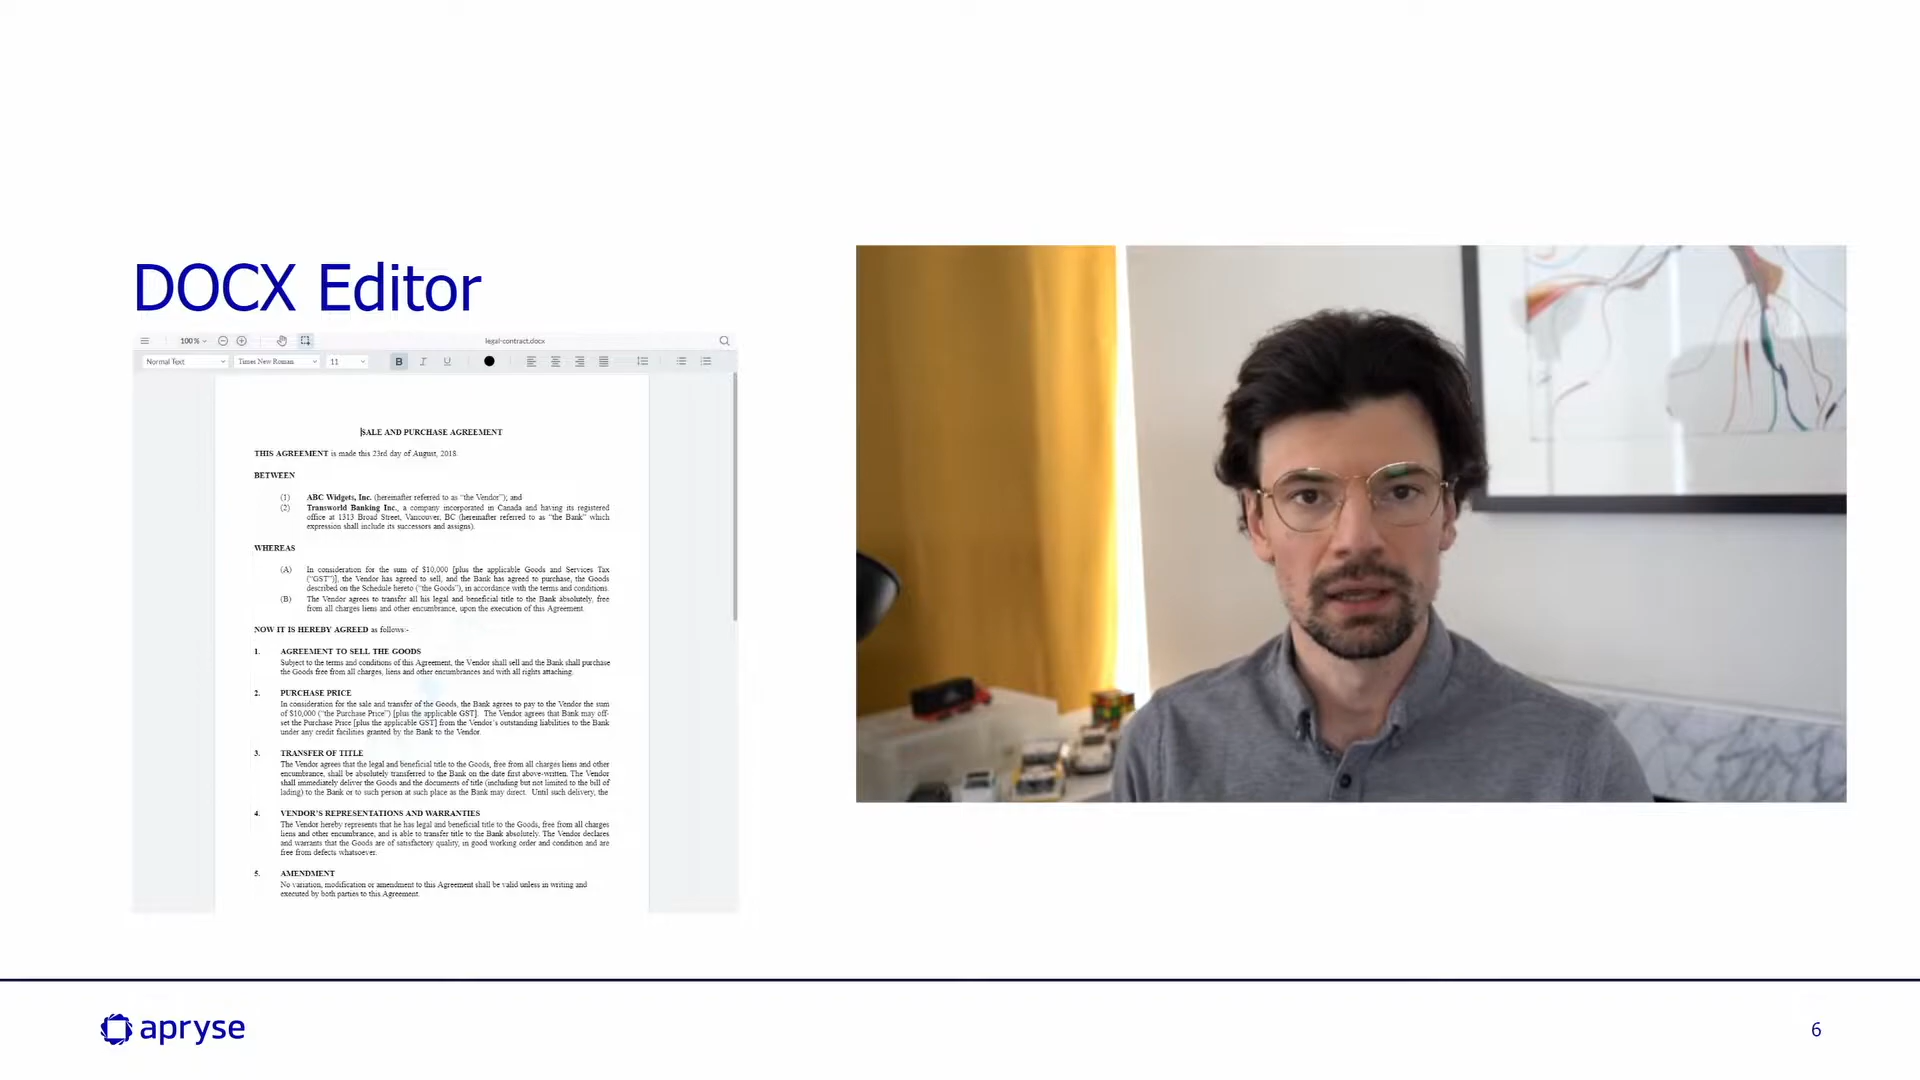 DOCX Editor
100%
legal-contract.docx
Normal Text
Times New Roman
11
B
I
U
SALE AND PURCHASE AGREEMENT
THIS AGREEMENT is made this 23rd day of August, 2018.
BETWEEN
(1) ABC Widgets, Inc. (hereinafter referred to as "the Vendor"); and
(2) Transworld Banking Inc., a company incorporated in Canada and having its registered
office at 1313 Broad Street, Vancouver, BC (hereinafter referred to as "the Bank" which
expression shall include its successors and assigns).
WHEREAS
(A) In consideration for the sum of $10,000 [plus the applicable Goods and Services Tax
("GST")], the Vendor has agreed to sell, and the Bank has agreed to purchase, the Goods
described on the Schedule hereto ("the Goods"), in accordance with the terms and conditions.
(B) The Vendor agrees to transfer all his legal and beneficial title to the Bank absolutely, free
from all charges liens and other encumbrance, upon the execution of this Agreement.
NOW IT IS HEREBY AGREED as follows:-
1. AGREEMENT TO SELL THE GOODS
Subject to the terms and conditions of this Agreement, the Vendor shall sell and the Bank shall purchase
the Goods free from all charges, liens and other encumbrances and with all rights attaching.
2. PURCHASE PRICE
In consideration for the sale and transfer of the Goods, the Bank agrees to pay to the Vendor the sum
of $10,000 ("the Purchase Price") [plus the applicable GST]. The Vendor agrees that Bank may off-
set the Purchase Price [plus the applicable GST] from the Vendor's outstanding liabilities to the Bank
under any credit facilities granted by the Bank to the Vendor.
3. TRANSFER OF TITLE
The Vendor agrees that the legal and beneficial title to the Goods, free from all charges liens and other
encumbrance, shall be absolutely transferred to the Bank on the date first above-written. The Vendor
shall immediately deliver the Goods and the documents of title (including but not limited to the bill of
lading) to the Bank or to such person at such place as the Bank may direct. Until such delivery, the
4. VENDOR'S REPRESENTATIONS AND WARRANTIES
The Vendor hereby represents that he has legal and beneficial title to the Goods, free from all charges
liens and other encumbrance, and is able to transfer title to the Bank absolutely. The Vendor declares
and warrants that the Goods are of satisfactory quality, in good working order and condition and are
free from defects whatsoever.
5. AMENDMENT
No variation, modification or amendment to this Agreement shall be valid unless in writing and
executed by both parties to this Agreement.
apryse
6